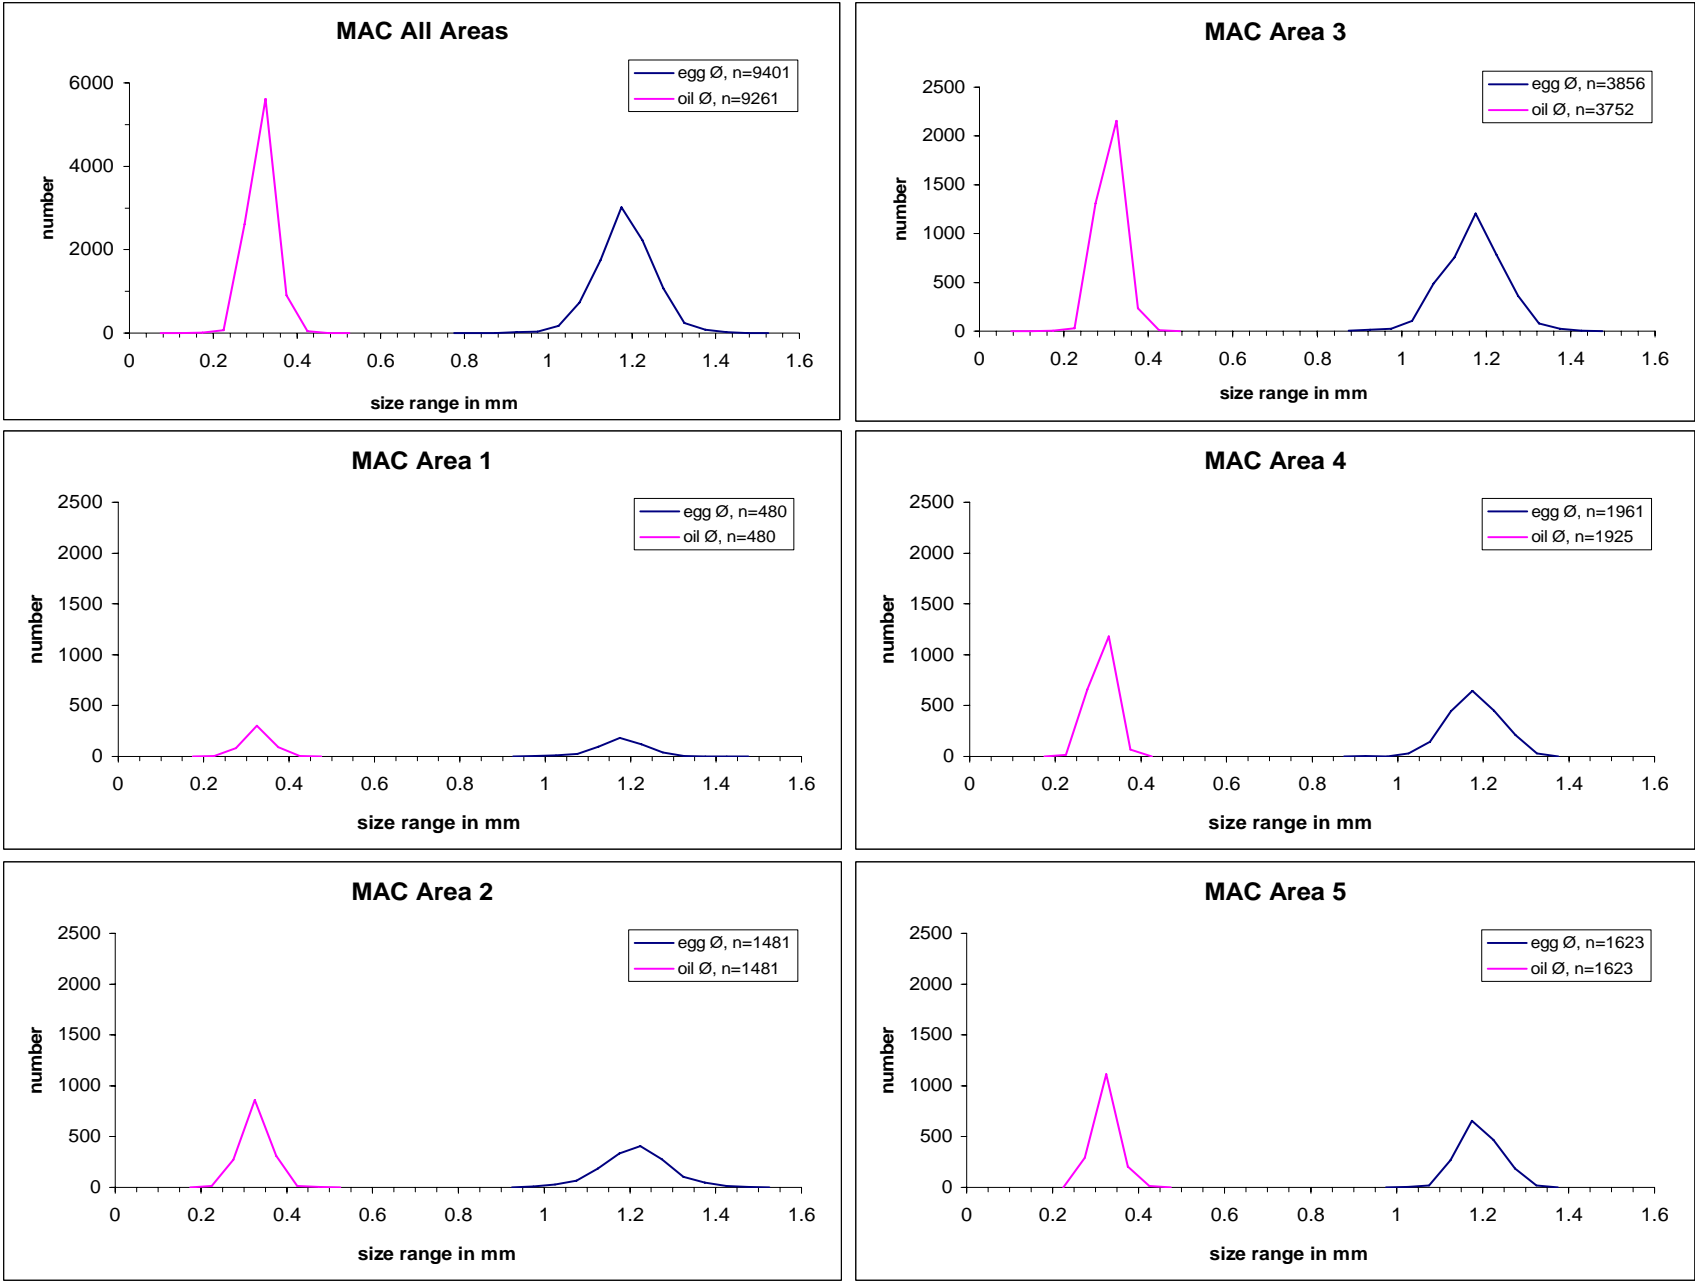 MAC All Areas
egg Ø, n=9401
oil Ø, n=9261
6000
4000
2000
0
number
0 0.2 0.4 0.6 0.8 1 1.2 1.4 1.6
size range in mm
MAC Area 3
egg Ø, n=3856
oil Ø, n=3752
2500
2000
1500
1000
500
0
number
0 0.2 0.4 0.6 0.8 1 1.2 1.4 1.6
size range in mm
MAC Area 1
egg Ø, n=480
oil Ø, n=480
2500
2000
1500
1000
500
0
number
0 0.2 0.4 0.6 0.8 1 1.2 1.4 1.6
size range in mm
MAC Area 4
egg Ø, n=1961
oil Ø, n=1925
2500
2000
1500
1000
500
0
number
0 0.2 0.4 0.6 0.8 1 1.2 1.4 1.6
size range in mm
MAC Area 2
egg Ø, n=1481
oil Ø, n=1481
2500
2000
1500
1000
500
0
number
0 0.2 0.4 0.6 0.8 1 1.2 1.4 1.6
size range in mm
MAC Area 5
egg Ø, n=1623
oil Ø, n=1623
2500
2000
1500
1000
500
0
number
0 0.2 0.4 0.6 0.8 1 1.2 1.4 1.6
size range in mm